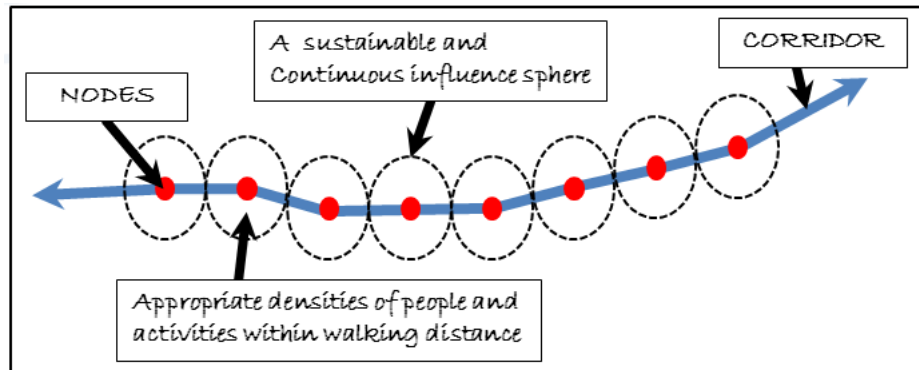 A sustainable and
Continuous influence sphere
CORRIDOR
NODES
Appropriate densities of people and
activities within walking distance